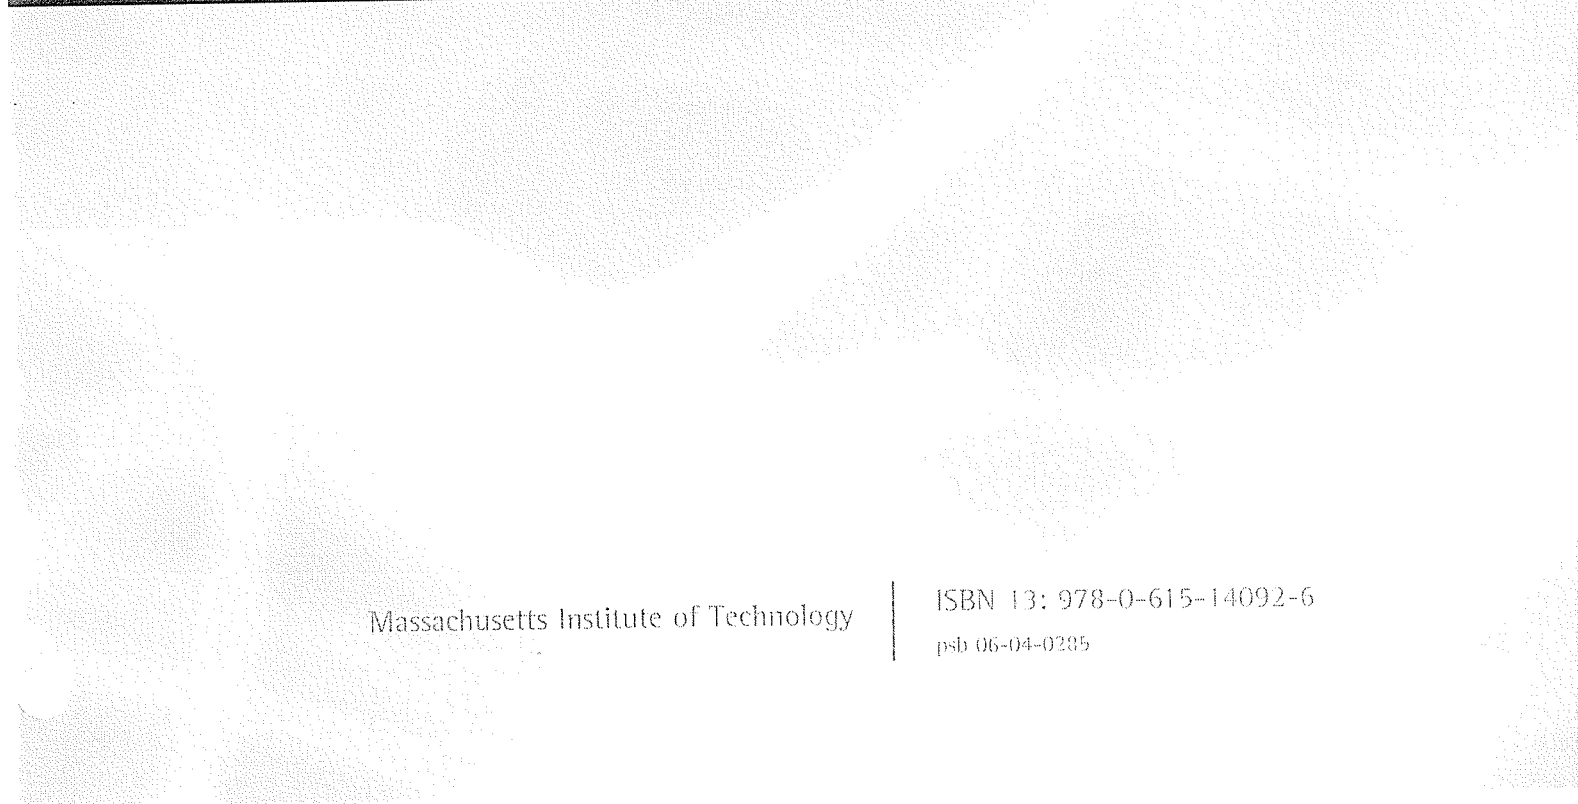 Massachusetts Institute of Technology
ISBN 13: 978-0-615-14092-6
psb 06-04-0285